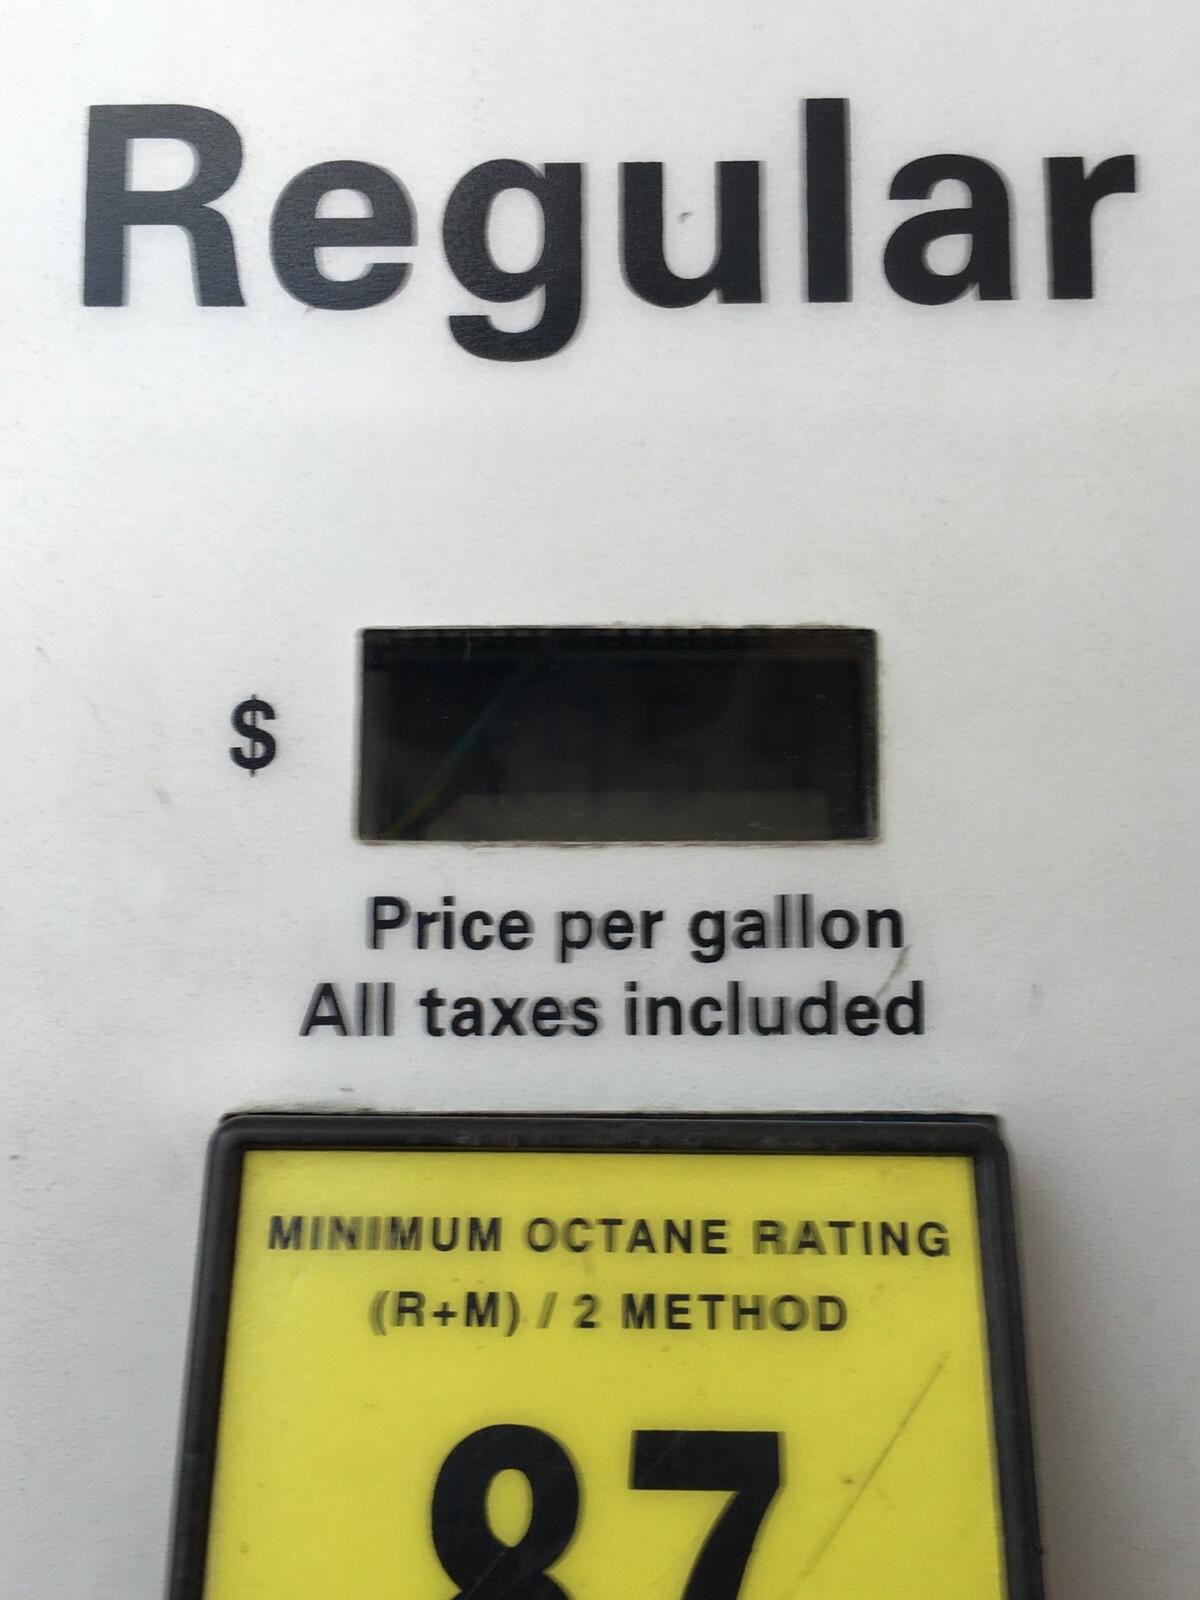 Regular
$
Price per gallon
All taxes included
MINIMUM OCTANE RATING
(R+M) / 2 METHOD
87